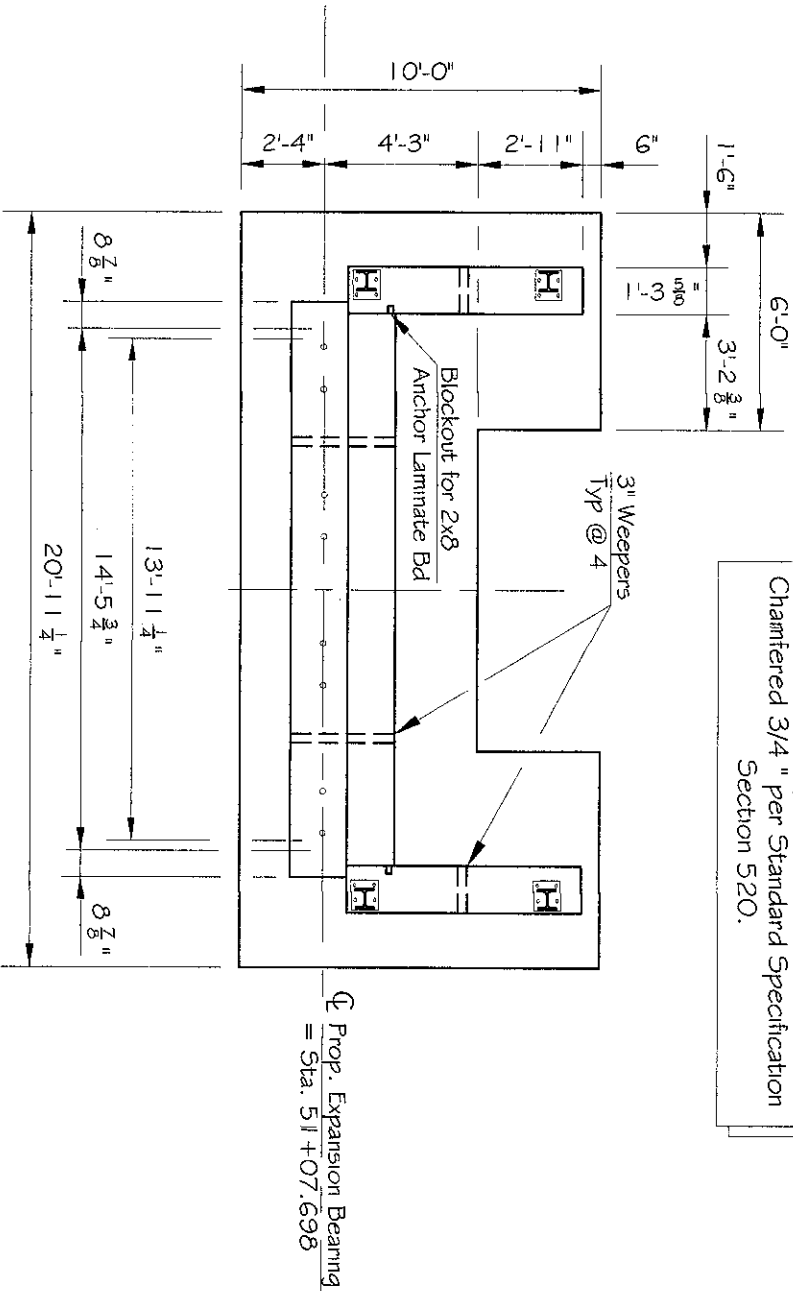 Chamfered 3/4 " per Standard Specification
Section 520.
10'-0"
2'-4"
4'-3"
2'-11"
6"
1'-6"
6'-0"
1'-3 5/8"
3'-2 3/8"
3" Weepers
Typ @ 4
Blockout for 2x8
Anchor Laminate Bd
8 7/8"
13'-11 1/4"
14'-5 3/4"
20'-11 1/4"
8 7/8"
℄ Prop. Expansion Bearing
= Sta. 511+07.698